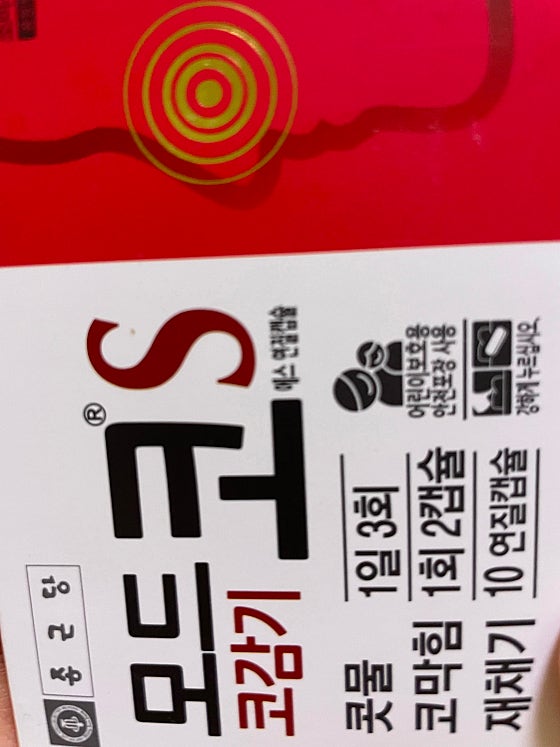 종근당
모드코® S
에스 연질캡슐
코감기
콧물
코막힘
재채기
1일 3회
1회 2캡슐
10 연질캡슐
어린이보호용
안전포장 사용
강하게 누르십시오.